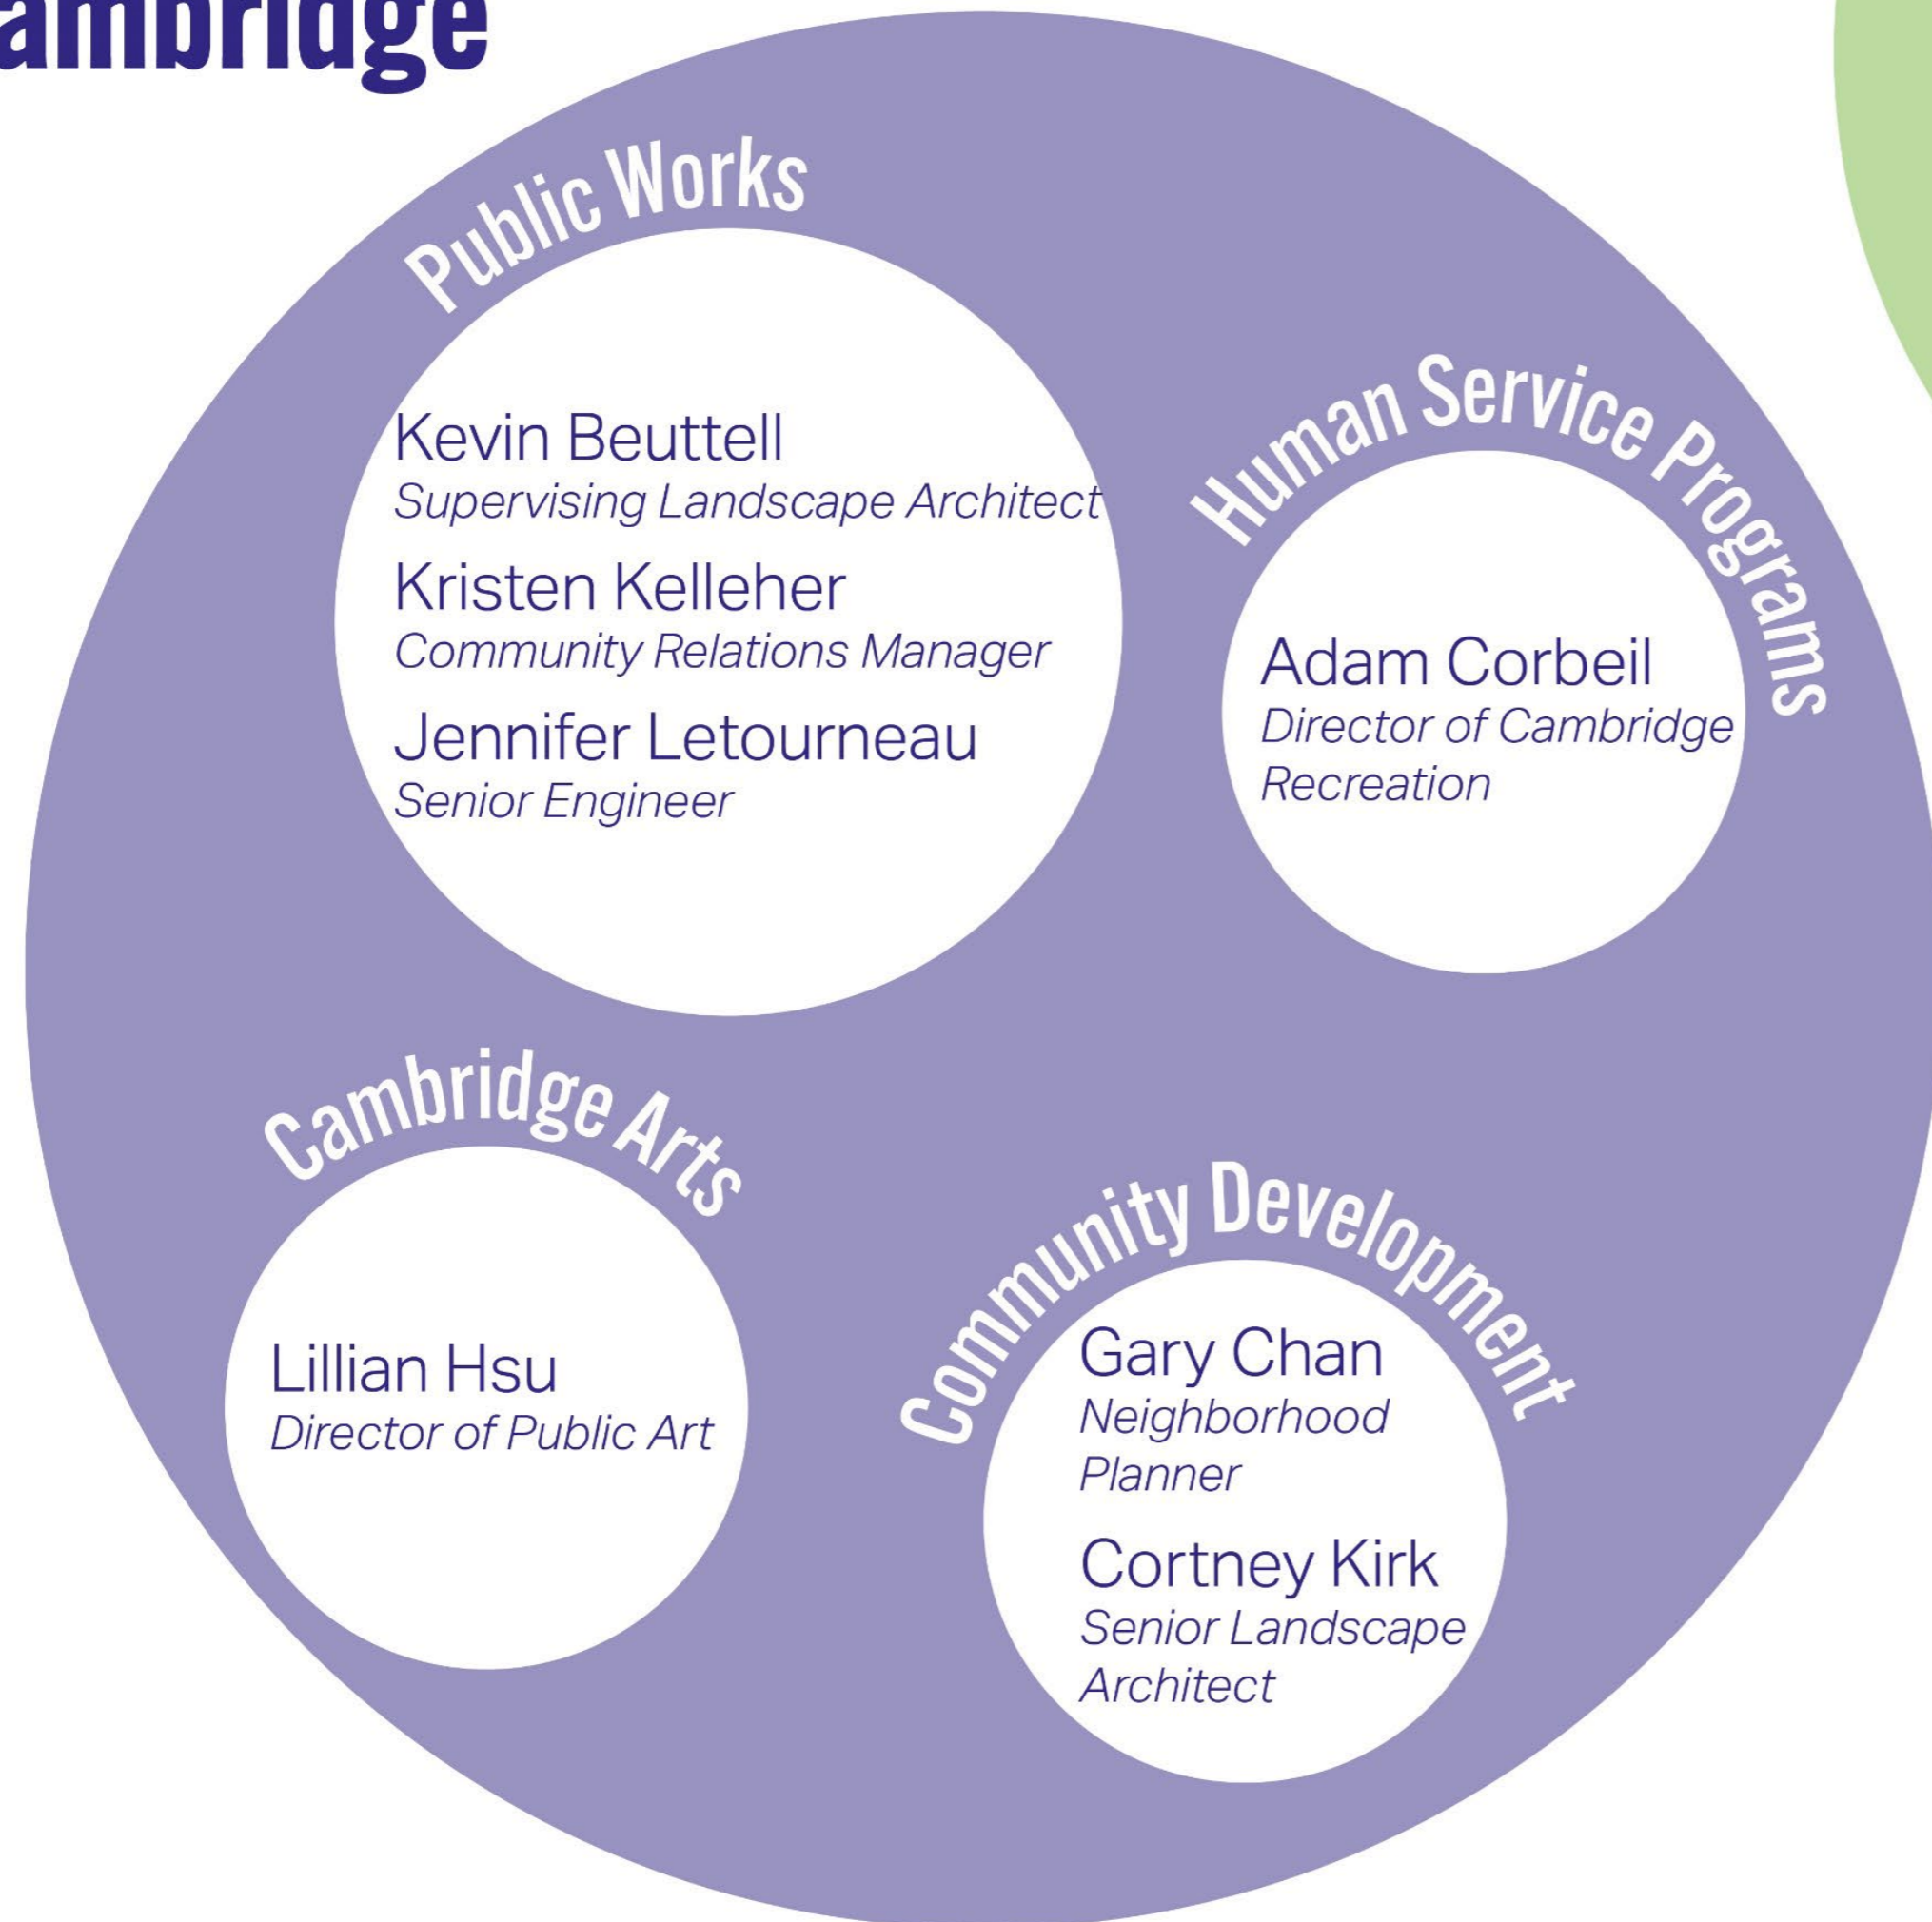 ambridge
Public Works
Kevin Beuttell
Supervising Landscape Architect
Kristen Kelleher
Community Relations Manager
Jennifer Letourneau
Senior Engineer
Human Service Programs
Adam Corbeil
Director of Cambridge
Recreation
Cambridge Arts
Lillian Hsu
Director of Public Art
Community Development
Gary Chan
Neighborhood
Planner
Cortney Kirk
Senior Landscape
Architect